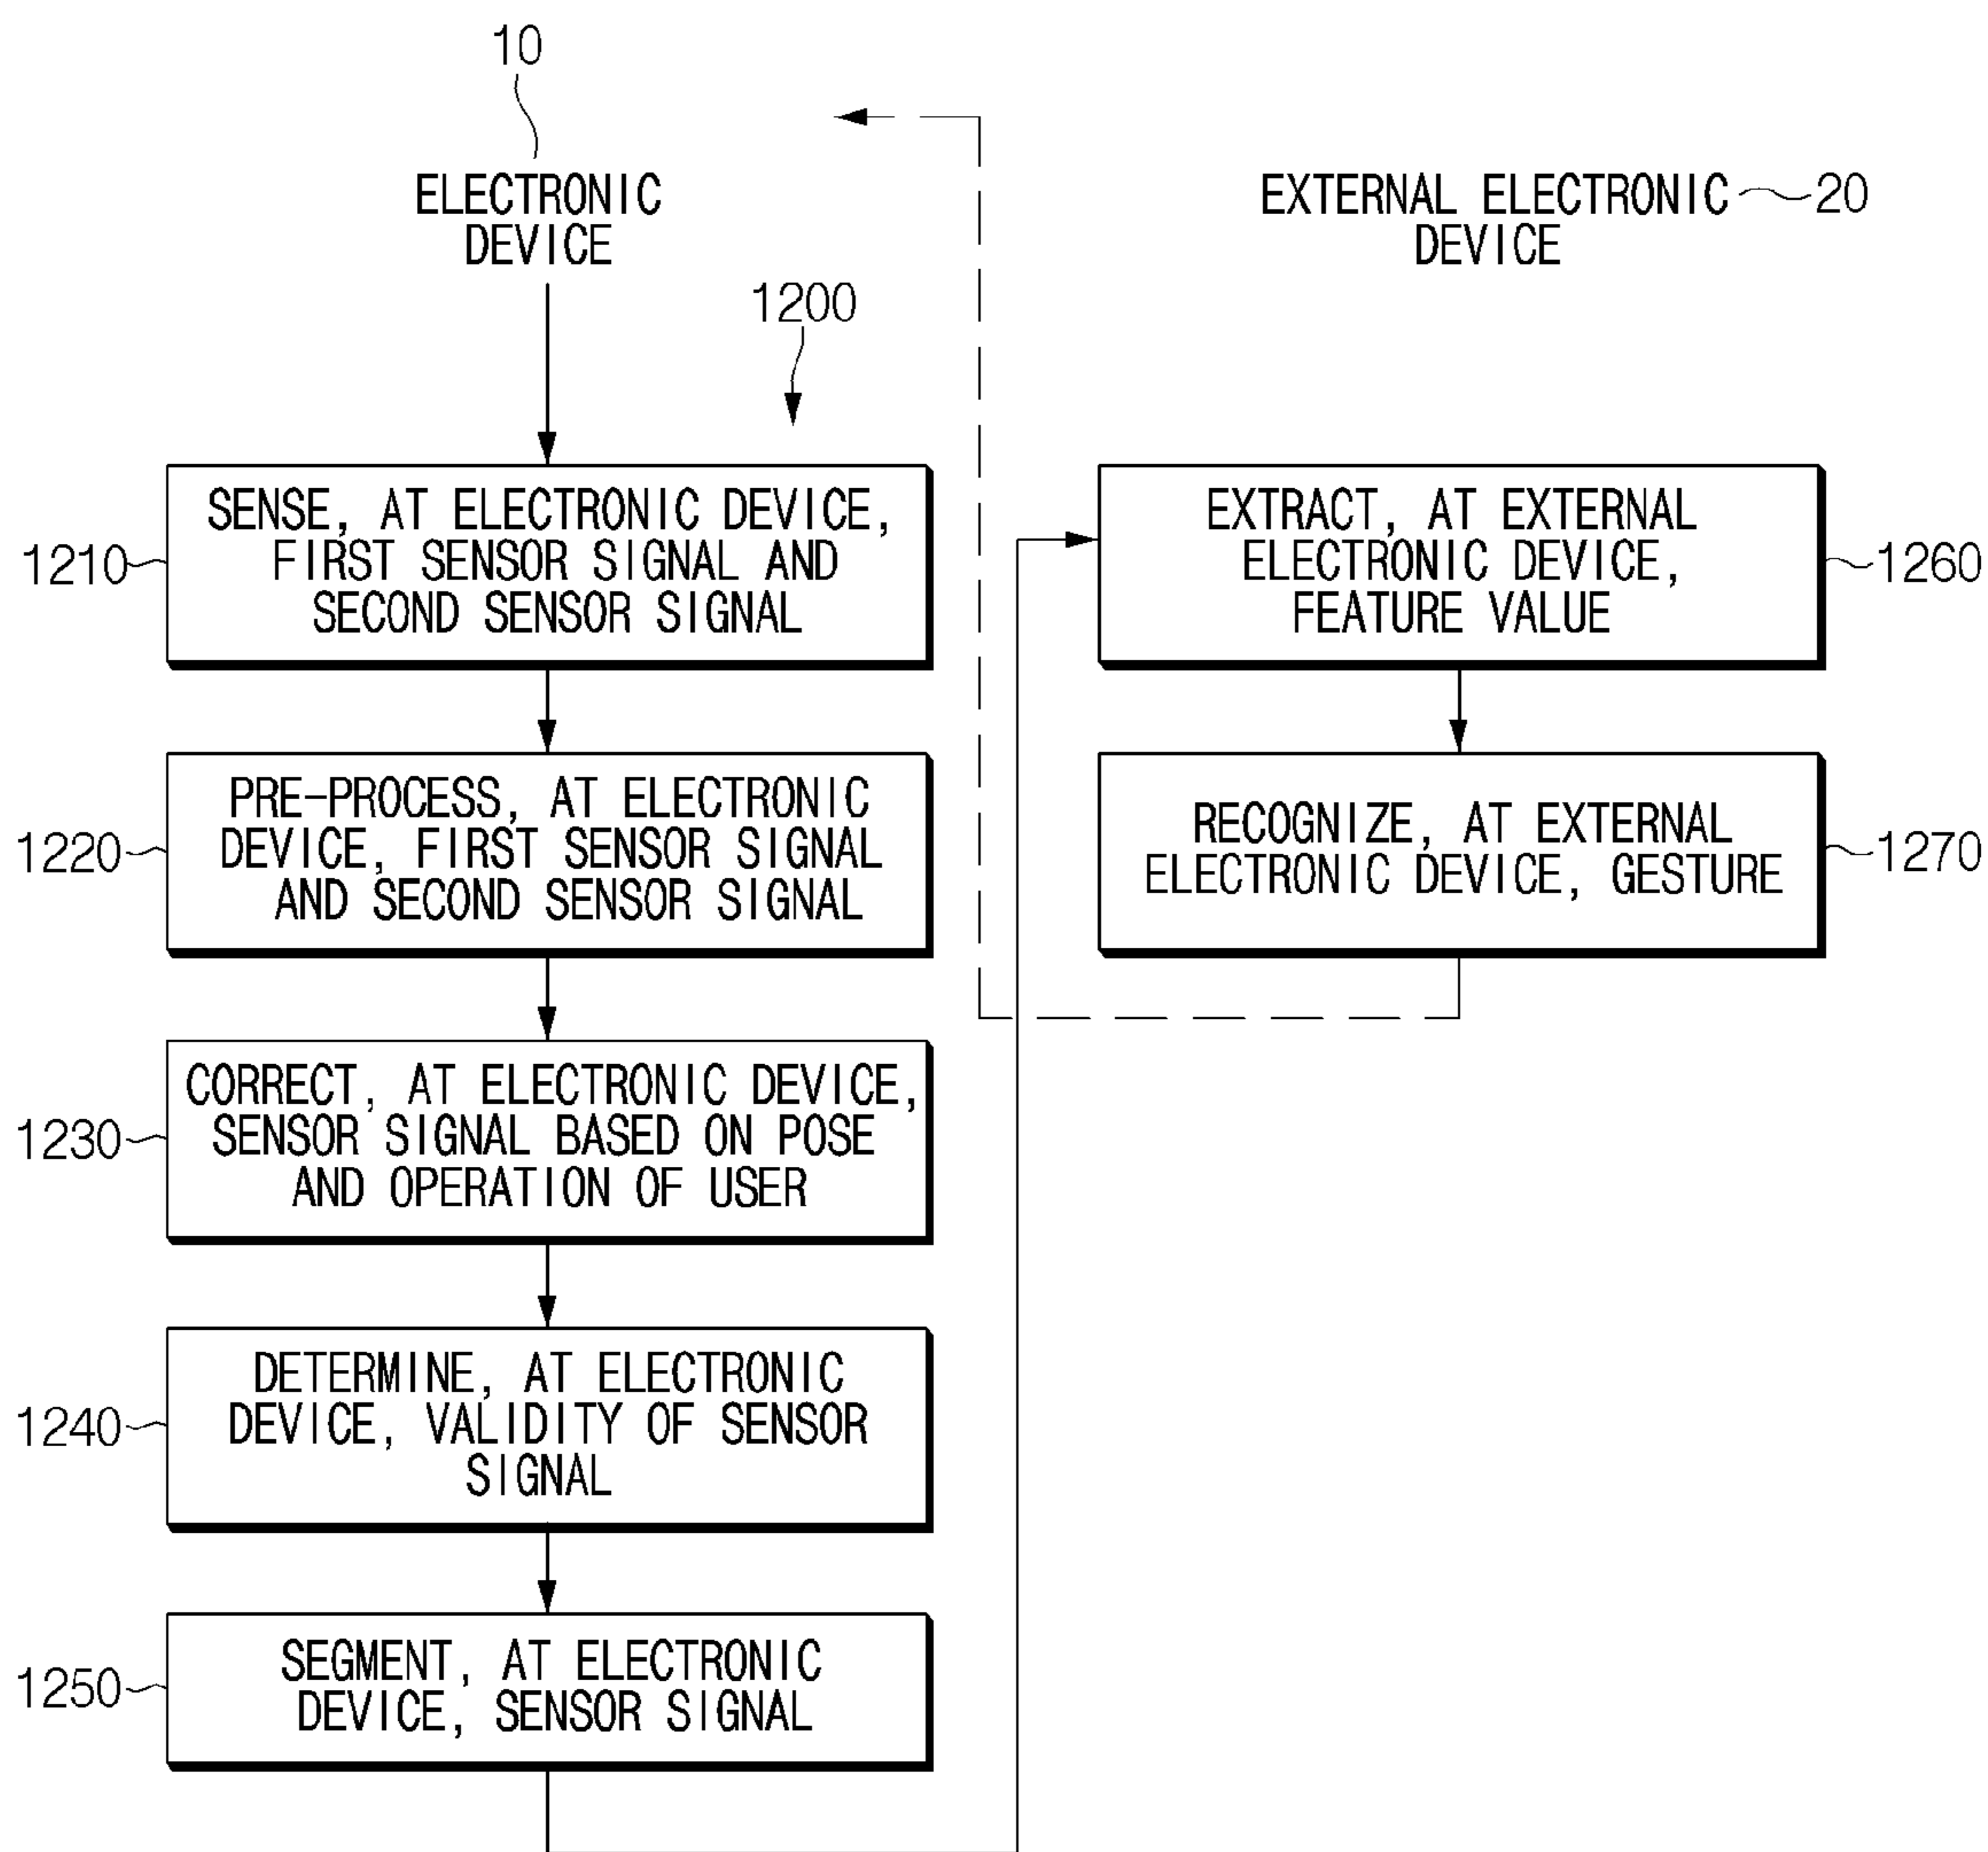 10
ELECTRONIC
DEVICE
EXTERNAL ELECTRONIC
DEVICE
20
1200
1210
SENSE, AT ELECTRONIC DEVICE,
FIRST SENSOR SIGNAL AND
SECOND SENSOR SIGNAL
1220
PRE-PROCESS, AT ELECTRONIC
DEVICE, FIRST SENSOR SIGNAL
AND SECOND SENSOR SIGNAL
1230
CORRECT, AT ELECTRONIC DEVICE,
SENSOR SIGNAL BASED ON POSE
AND OPERATION OF USER
1240
DETERMINE, AT ELECTRONIC
DEVICE, VALIDITY OF SENSOR
SIGNAL
1250
SEGMENT, AT ELECTRONIC
DEVICE, SENSOR SIGNAL
EXTRACT, AT EXTERNAL
ELECTRONIC DEVICE,
FEATURE VALUE
1260
RECOGNIZE, AT EXTERNAL
ELECTRONIC DEVICE, GESTURE
1270